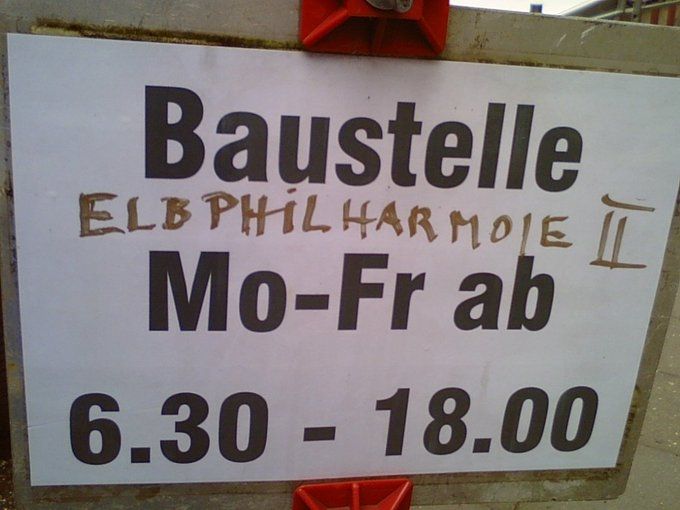 Baustelle
ELBPHiLHARMOIE II
Mo-Fr ab
6.30 - 18.00